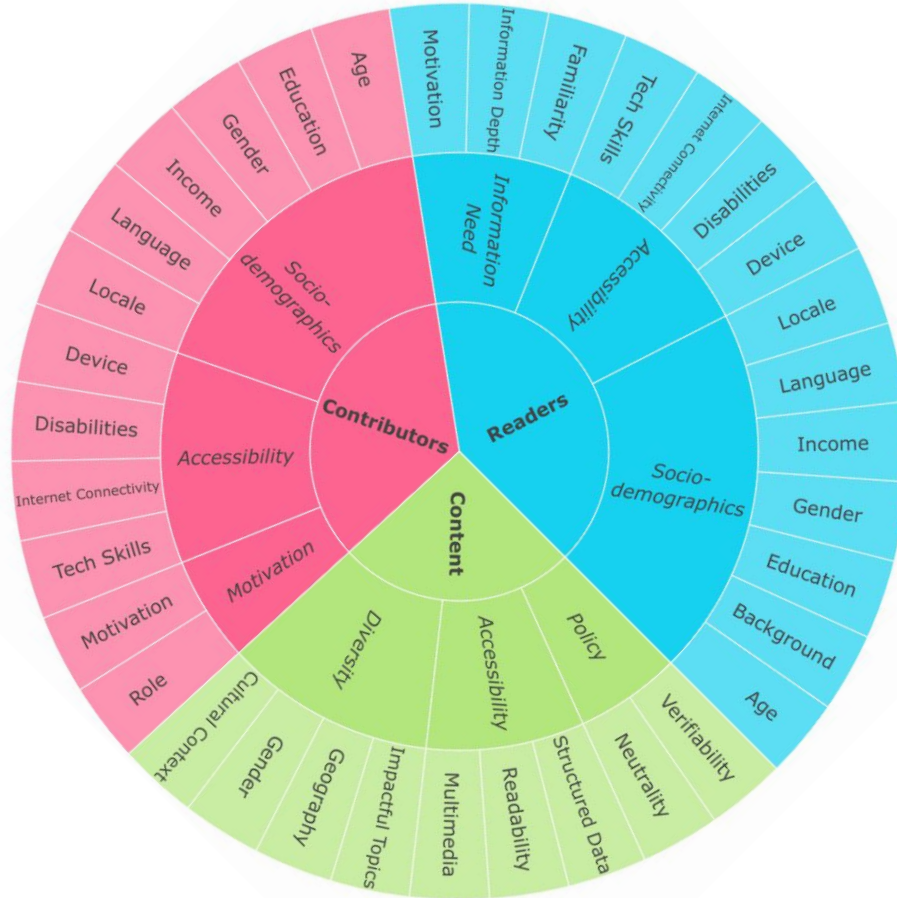 Readers
Information
Need
Motivation
Information Depth
Familiarity
Accessibility
Tech Skills
Internet Connectivity
Disabilities
Device
Socio-
demographics
Locale
Language
Income
Gender
Education
Background
Age
Content
Policy
Verifiability
Neutrality
Accessibility
Structured Data
Readability
Multimedia
Diversity
Impactful Topics
Geography
Gender
Cultural Context
Contributors
Motivation
Role
Motivation
Accessibility
Tech Skills
Internet Connectivity
Disabilities
Device
Socio-
demographics
Locale
Language
Income
Gender
Education
Age